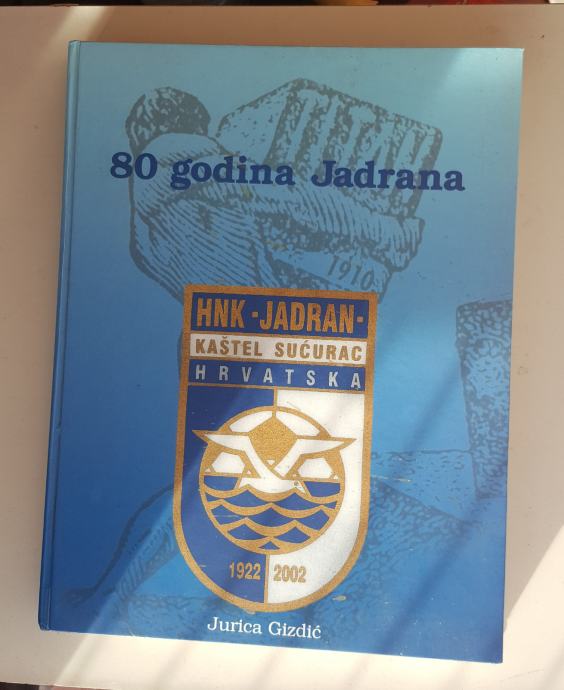 80 godina Jadrana
1910
HNK -JADRAN-
KAŠTEL SUĆURAC
HRVATSKA
1922 2002
Jurica Gizdić